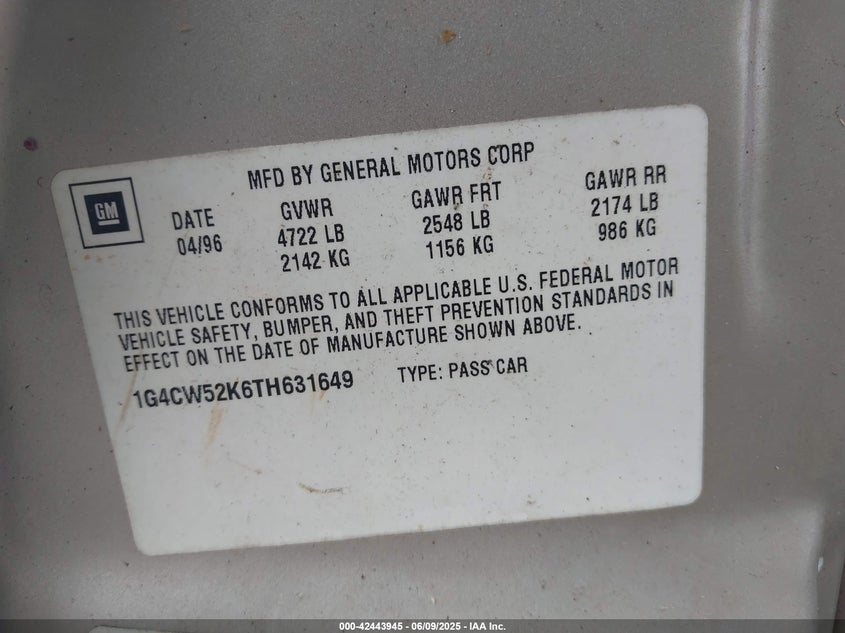 MFD BY GENERAL MOTORS CORP
GM
DATE GVWR GAWR FRT GAWR RR
04/96 4722 LB 2548 LB 2174 LB
2142 KG 1156 KG 986 KG
THIS VEHICLE CONFORMS TO ALL APPLICABLE U.S. FEDERAL MOTOR
VEHICLE SAFETY, BUMPER, AND THEFT PREVENTION STANDARDS IN
EFFECT ON THE DATE OF MANUFACTURE SHOWN ABOVE.
1G4CW52K6TH631649 TYPE: PASS CAR
000-42443945 - 06/09/2025 - IAA Inc.